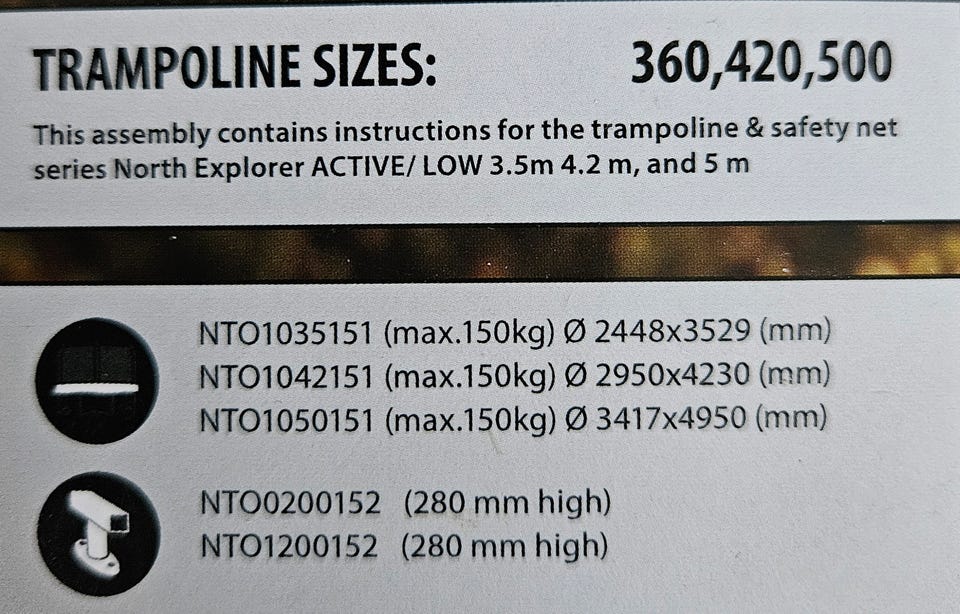 TRAMPOLINE SIZES: 360,420,500
This assembly contains instructions for the trampoline & safety net
series North Explorer ACTIVE/ LOW 3.5m 4.2 m, and 5 m
NTO1035151 (max.150kg) Ø 2448x3529 (mm)
NTO1042151 (max.150kg) Ø 2950x4230 (mm)
NTO1050151 (max.150kg) Ø 3417x4950 (mm)
NTO0200152 (280 mm high)
NTO1200152 (280 mm high)